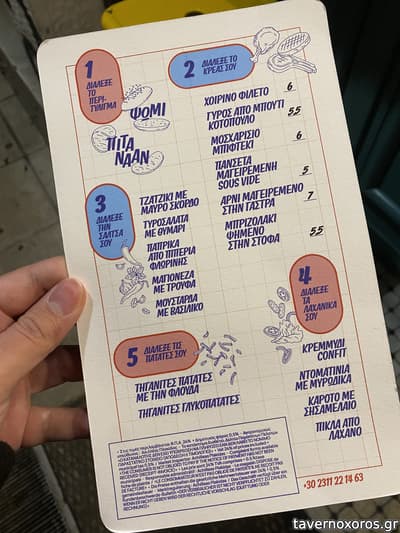 1
ΔΙΑΛΕΞΕ
ΤΟ
ΠΕΡΙ-
ΤΥΛΙΓΜΑ
ΨΩΜΙ
ΠΙΤΑ
ΝΑΑΝ
2
ΔΙΑΛΕΞΕ ΤΟ
ΚΡΕΑΣ ΣΟΥ
ΧΟΙΡΙΝΟ ΦΙΛΕΤΟ 6
ΓΥΡΟΣ ΑΠΟ ΜΠΟΥΤΙ
ΚΟΤΟΠΟΥΛΟ 5,5
ΜΟΣΧΑΡΙΣΙΟ
ΜΠΙΦΤΕΚΙ 6
ΠΑΝΣΕΤΑ
ΜΑΓΕΙΡΕΜΕΝΗ
SOUS VIDE 5
ΑΡΝΙ ΜΑΓΕΙΡΕΜΕΝΟ
ΣΤΗΝ ΓΑΣΤΡΑ 7
ΜΠΡΙΖΟΛΑΚΙ
ΨΗΜΕΝΟ
ΣΤΗΝ ΣΟΦΑ 5,5
3
ΔΙΑΛΕΞΕ
ΤΗΝ
ΣΑΛΤΣΑ
ΣΟΥ
ΤΖΑΤΖΙΚΙ ΜΕ
ΜΑΥΡΟ ΣΚΟΡΔΟ
ΤΥΡΟΣΑΛΑΤΑ
ΜΕ ΘΥΜΑΡΙ
ΠΑΠΡΙΚΑ
ΑΠΟ ΠΙΠΕΡΙΑ
ΦΛΩΡΙΝΗΣ
ΜΑΓΙΟΝΕΖΑ
ΜΕ ΤΡΟΥΦΑ
ΜΟΥΣΤΑΡΔΑ
ΜΕ ΒΑΣΙΛΙΚΟ
4
ΔΙΑΛΕΞΕ
ΤΑ
ΛΑΧΑΝΙΚΑ
ΣΟΥ
ΚΡΕΜΜΥΔΙ
CONFIT
ΝΤΟΜΑΤΙΝΙΑ
ΜΕ ΜΥΡΩΔΙΚΑ
ΚΑΡΟΤΟ ΜΕ
ΣΗΣΑΜΕΛΑΙΟ
ΠΙΚΛΑ ΑΠΟ
ΛΑΧΑΝΟ
5
ΔΙΑΛΕΞΕ ΤΙΣ
ΠΑΤΑΤΕΣ ΣΟΥ
ΤΗΓΑΝΙΤΕΣ ΠΑΤΑΤΕΣ
ΜΕ ΤΗΝ ΦΛΟΥΔΑ
ΤΗΓΑΝΙΤΕΣ ΓΛΥΚΟΠΑΤΑΤΕΣ
+30 2311 22 14 63
tavernoxoros.gr